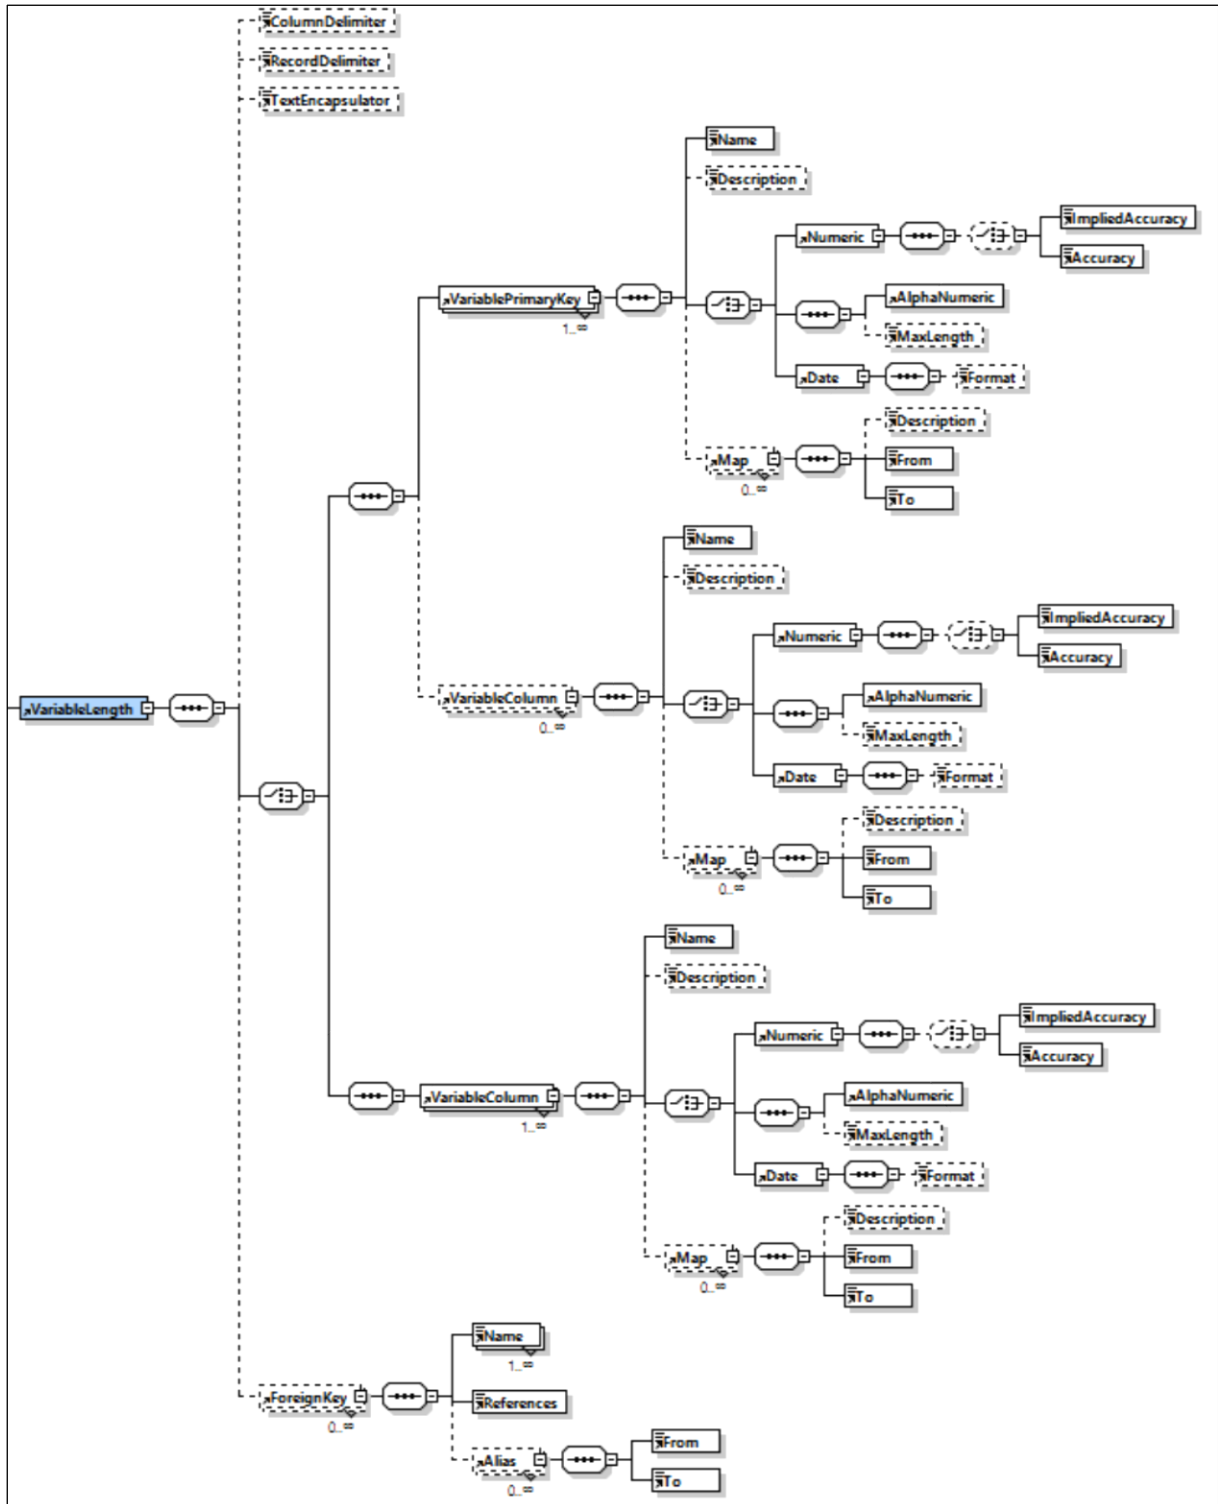 ColumnDelimiter
RecordDelimiter
TextEncapsulator
Name
Description
ImpliedAccuracy
Numeric
Accuracy
AlphaNumeric
VariablePrimaryKey
1..∞
MaxLength
Date
Format
Description
Map
From
0..∞
To
Name
Description
ImpliedAccuracy
Numeric
Accuracy
AlphaNumeric
VariableColumn
0..∞
VariableLength
MaxLength
Date
Format
Description
Map
From
0..∞
To
Name
Description
ImpliedAccuracy
Numeric
Accuracy
AlphaNumeric
VariableColumn
1..∞
MaxLength
Date
Format
Description
Map
From
0..∞
To
Name
1..∞
ForeignKey
0..∞
References
From
Alias
0..∞
To